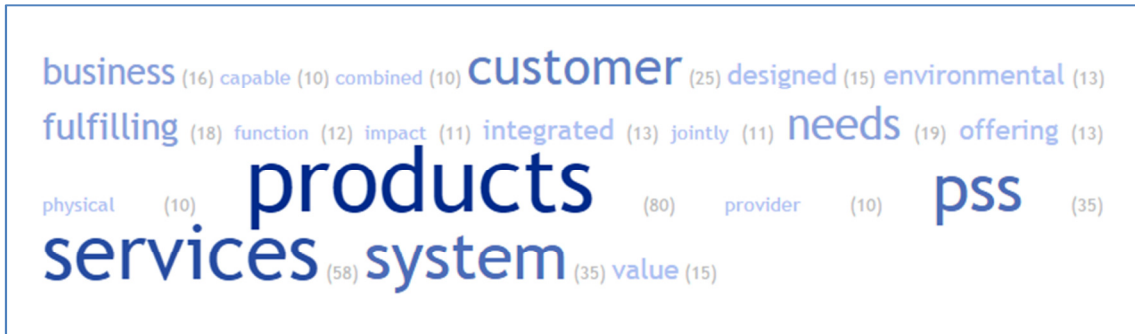 business (16) capable (10) combined (10) customer (25) designed (15) environmental (13)
fulfilling (18) function (12) impact (11) integrated (13) jointly (11) needs (19) offering (13)
physical (10) products (80) provider (10) pss (35)
services (58) system (35) value (15)